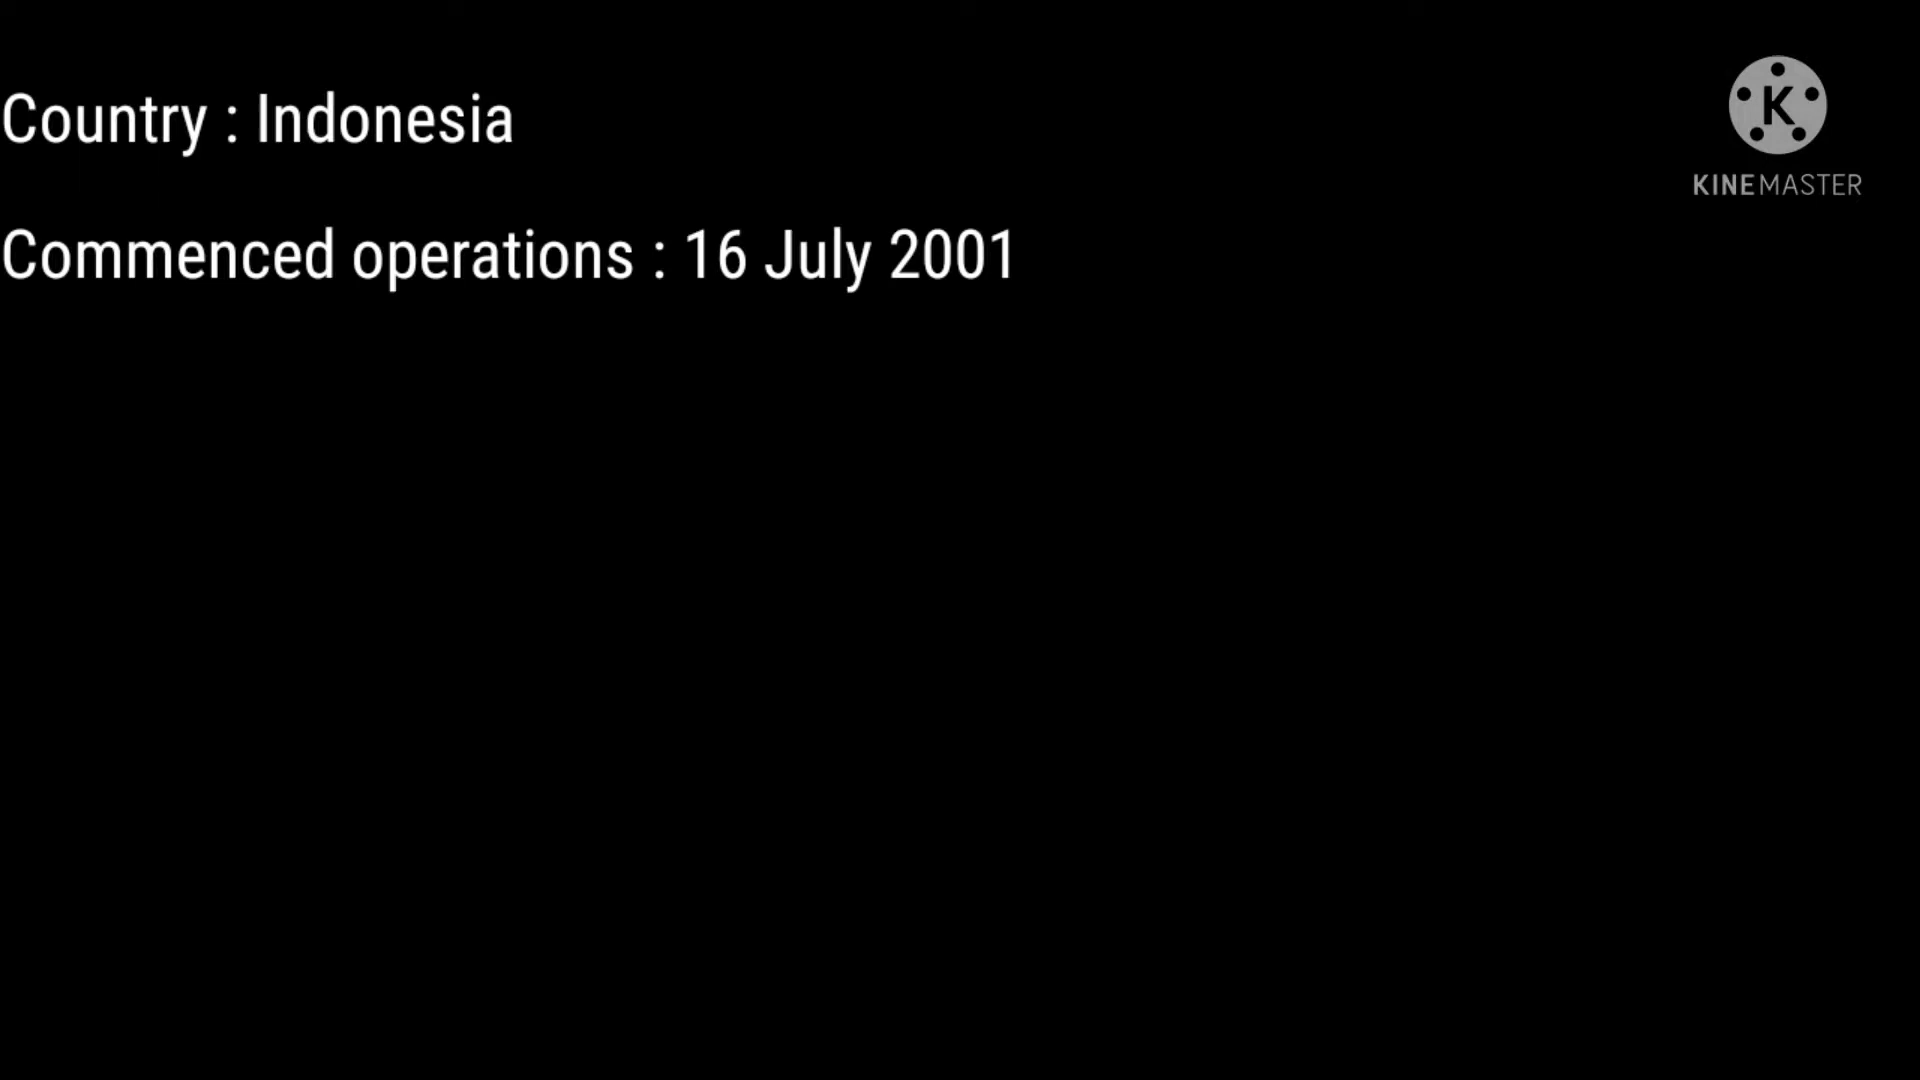 Country : Indonesia
K
KINEMASTER
Commenced operations : 16 July 2001